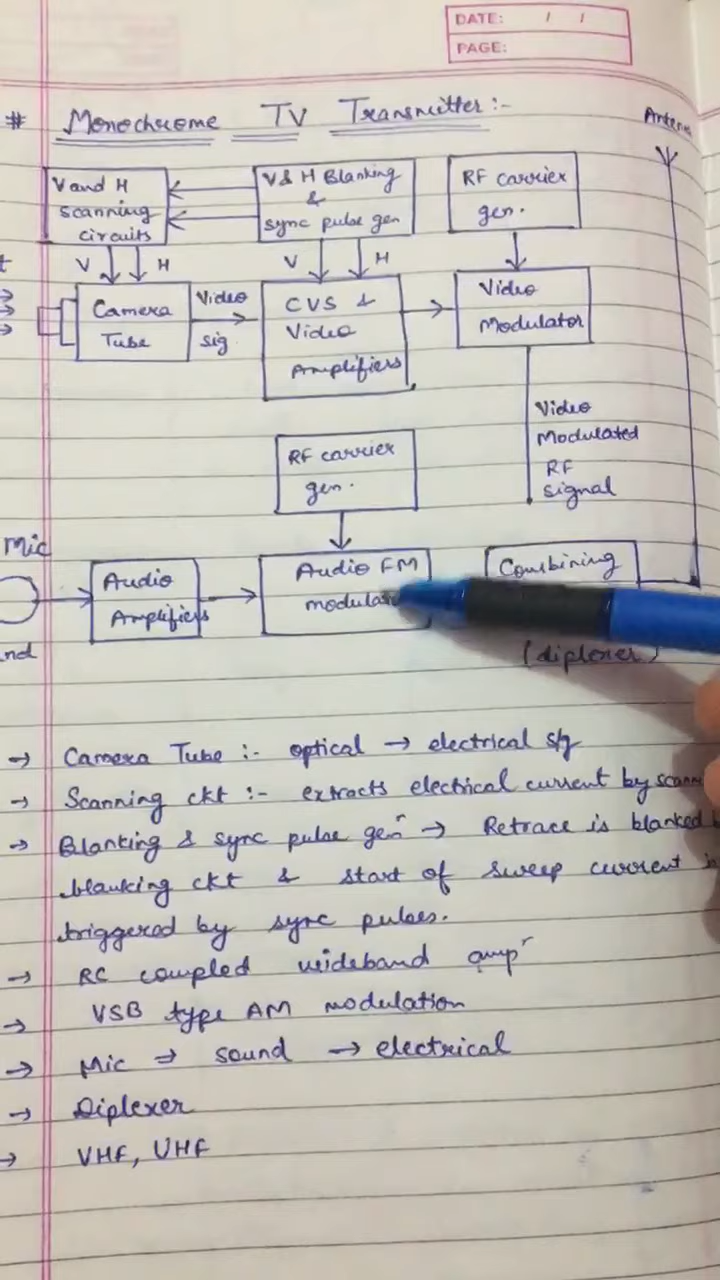 DATE: / /
PAGE:
# Monochrome TV Transmitter :-
Antenna
V and H
scanning
circuits
V & H Blanking
&
sync pulse gen
RF carrier
gen.
V H
V H
Camera
Tube
Video
sig
CVS &
Video
Amplifiers
Video
Modulator
Video
Modulated
RF
signal
RF carrier
gen.
Mic
Audio
Amplifiers
Audio FM
Combining
(diplexer)
→ Camera Tube :- optical → electrical s/g
→ Scanning ckt :- extracts electrical current by
→ Blanking & sync pulse genr → Retrace is blanked
blanking ckt & start of sweep current
triggered by sync pulses.
→ RC coupled wideband ampr
→ VSB type AM modulation
→ Mic ⇒ sound → electrical
→ Diplexer
→ VHF, UHF